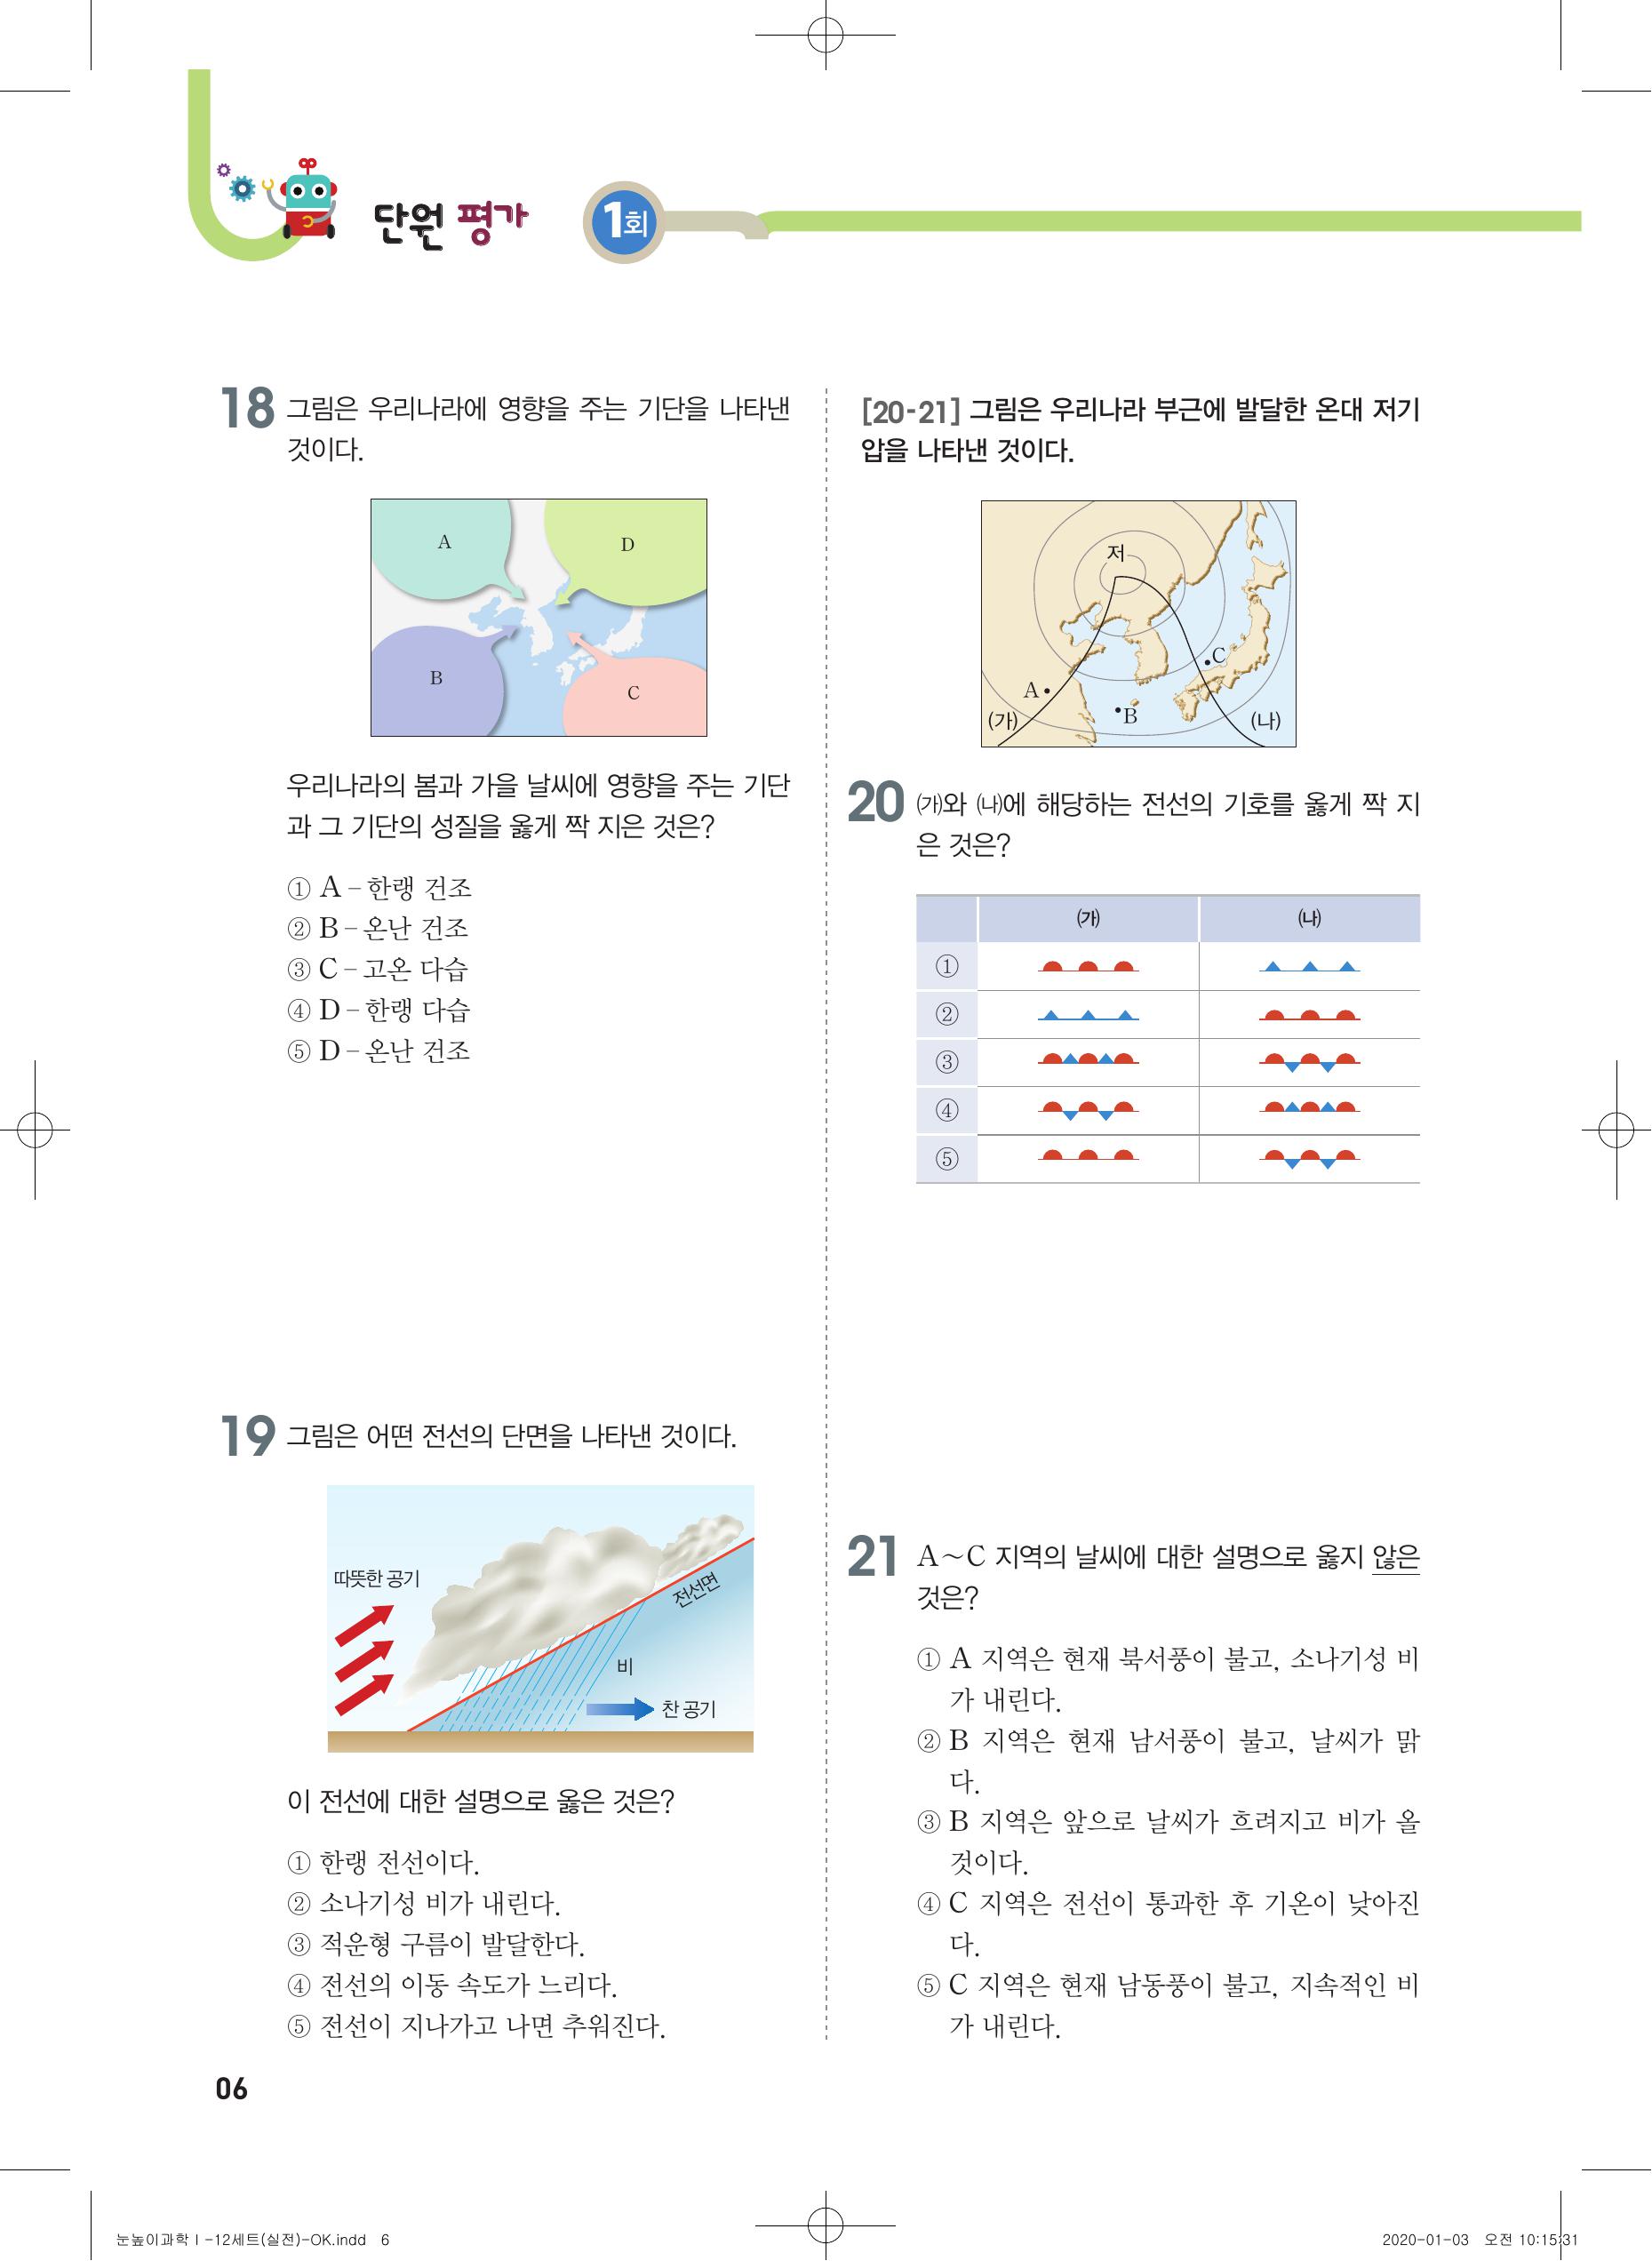 단원 평가 1회
18 그림은 우리나라에 영향을 주는 기단을 나타낸
것이다.
A
D
B
C
우리나라의 봄과 가을 날씨에 영향을 주는 기단
과 그 기단의 성질을 옳게 짝 지은 것은?
① A – 한랭 건조
② B – 온난 건조
③ C – 고온 다습
④ D – 한랭 다습
⑤ D – 온난 건조
19 그림은 어떤 전선의 단면을 나타낸 것이다.
따뜻한 공기
전선면
비
찬 공기
이 전선에 대한 설명으로 옳은 것은?
① 한랭 전선이다.
② 소나기성 비가 내린다.
③ 적운형 구름이 발달한다.
④ 전선의 이동 속도가 느리다.
⑤ 전선이 지나가고 나면 추워진다.
[20-21] 그림은 우리나라 부근에 발달한 온대 저기
압을 나타낸 것이다.
저
C
A
B
(가)
(나)
20 ㈎와 ㈏에 해당하는 전선의 기호를 옳게 짝 지
은 것은?
㈎ ㈏
①
②
③
④
⑤
21 A~C 지역의 날씨에 대한 설명으로 옳지 않은
것은?
① A 지역은 현재 북서풍이 불고, 소나기성 비
가 내린다.
② B 지역은 현재 남서풍이 불고, 날씨가 맑
다.
③ B 지역은 앞으로 날씨가 흐려지고 비가 올
것이다.
④ C 지역은 전선이 통과한 후 기온이 낮아진
다.
⑤ C 지역은 현재 남동풍이 불고, 지속적인 비
가 내린다.
06
눈높이과학Ⅰ-12세트(실전)-OK.indd 6
2020-01-03 오전 10:15:31